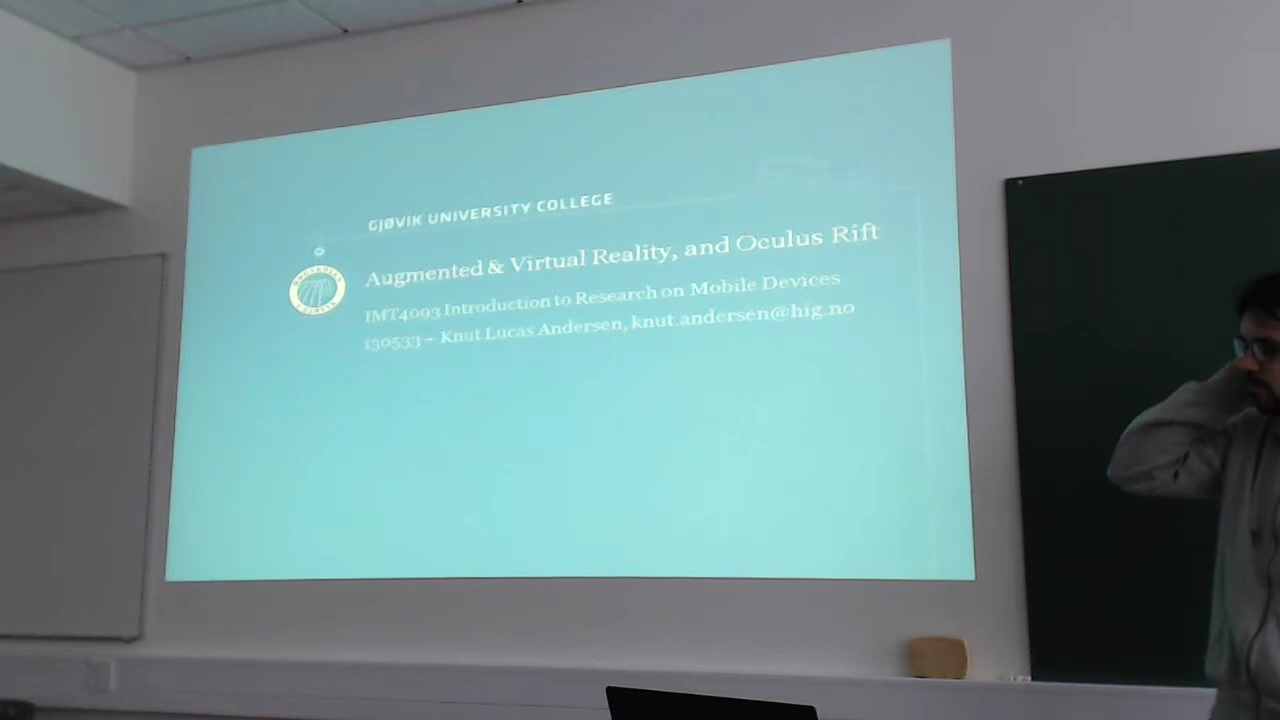 GJØVIK UNIVERSITY COLLEGE
Augmented & Virtual Reality, and Oculus Rift
IMT4093 Introduction to Research on Mobile Devices
130533 – Knut Lucas Andersen, knut.andersen@hig.no